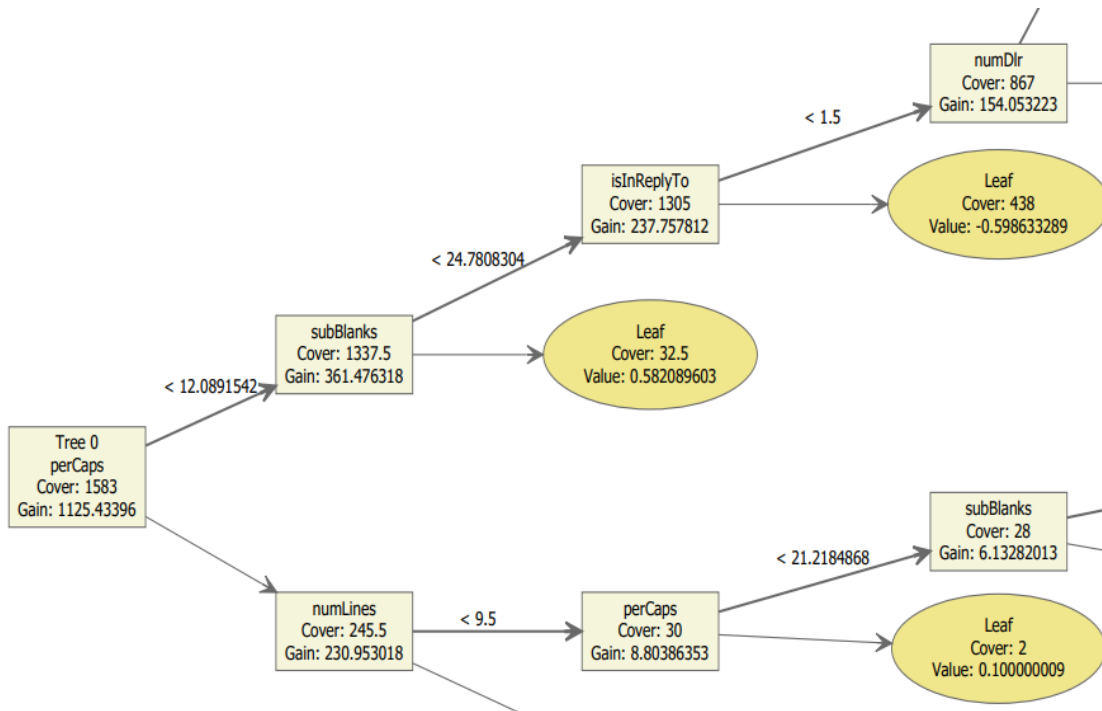 numDlr
Cover: 867
Gain: 154.053223
< 1.5
isInReplyTo
Cover: 1305
Gain: 237.757812
Leaf
Cover: 438
Value: -0.598633289
< 24.7808304
subBlanks
Cover: 1337.5
Gain: 361.476318
Leaf
Cover: 32.5
Value: 0.582089603
< 12.0891542
Tree 0
perCaps
Cover: 1583
Gain: 1125.43396
subBlanks
Cover: 28
Gain: 6.13282013
< 21.2184868
numLines
Cover: 245.5
Gain: 230.953018
< 9.5
perCaps
Cover: 30
Gain: 8.80386353
Leaf
Cover: 2
Value: 0.100000009